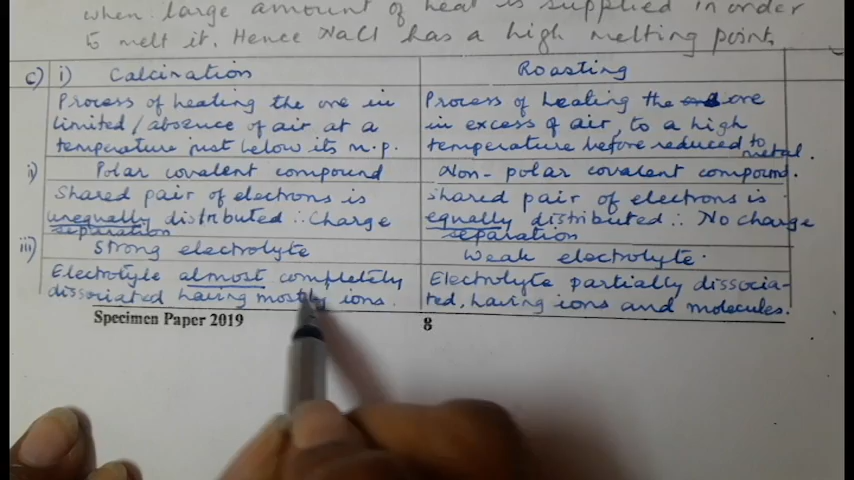 when large amount of heat is supplied in order
to melt it. Hence NaCl has a high melting point.
c) i) Calcination
Roasting
Process of heating the ore in
limited/absence of air at a
temperature just below its m.p.
Process of heating the ore
in excess of air, to a high
temperature before reduced to
metal.
ii) Polar covalent compound
Non-polar covalent compound.
Shared pair of electrons is
unequally distributed ∴ Charge
separation
Shared pair of electrons is
equally distributed ∴ No charge
separation
iii) Strong electrolyte
Weak electrolyte.
Electrolyte almost completely
dissociated having mostly ions.
Electrolyte partially dissocia-
ted. having ions and molecules.
Specimen Paper 2019
8